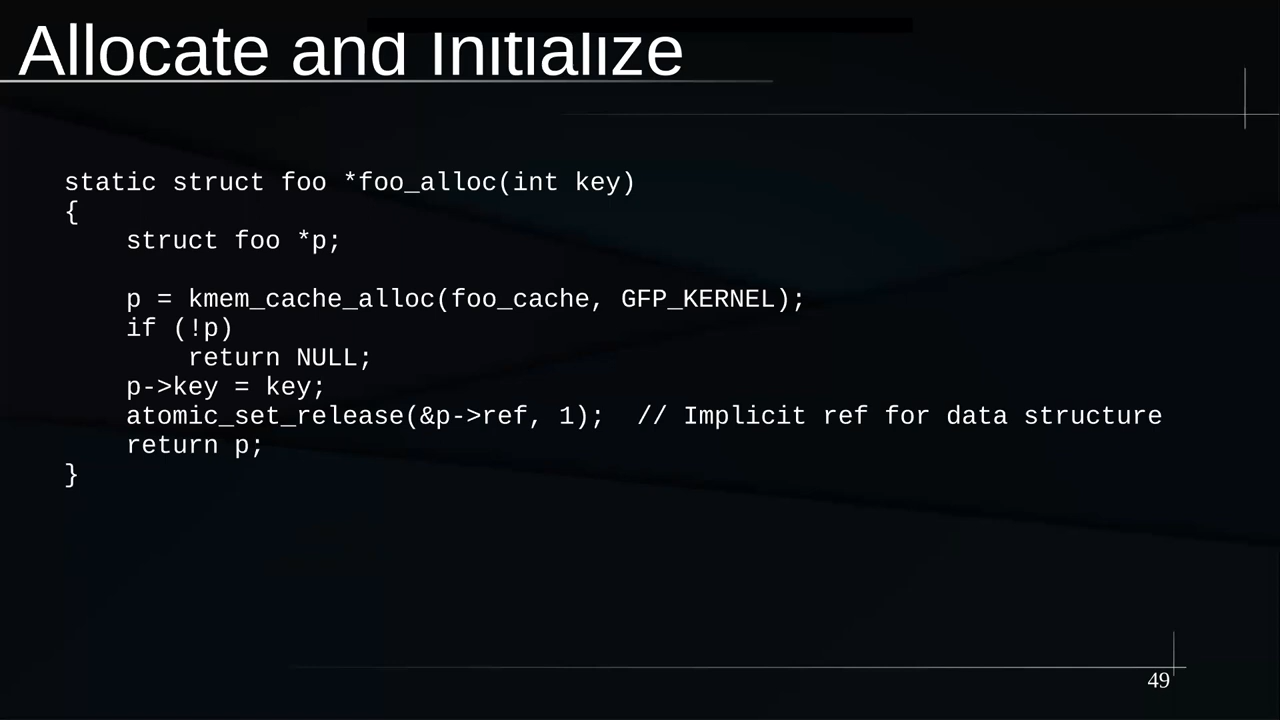 Allocate and Initialize
static struct foo *foo_alloc(int key)
{
    struct foo *p;

    p = kmem_cache_alloc(foo_cache, GFP_KERNEL);
    if (!p)
        return NULL;
    p->key = key;
    atomic_set_release(&p->ref, 1);  // Implicit ref for data structure
    return p;
}
49